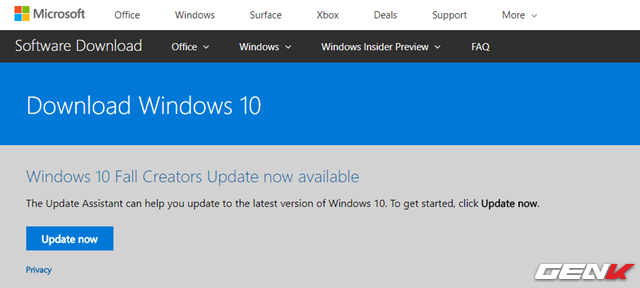 Microsoft Office Windows Surface Xbox Deals Support More
Software Download Office Windows Windows Insider Preview FAQ
Download Windows 10
Windows 10 Fall Creators Update now available
The Update Assistant can help you update to the latest version of Windows 10. To get started, click Update now.
Update now
Privacy
GENK